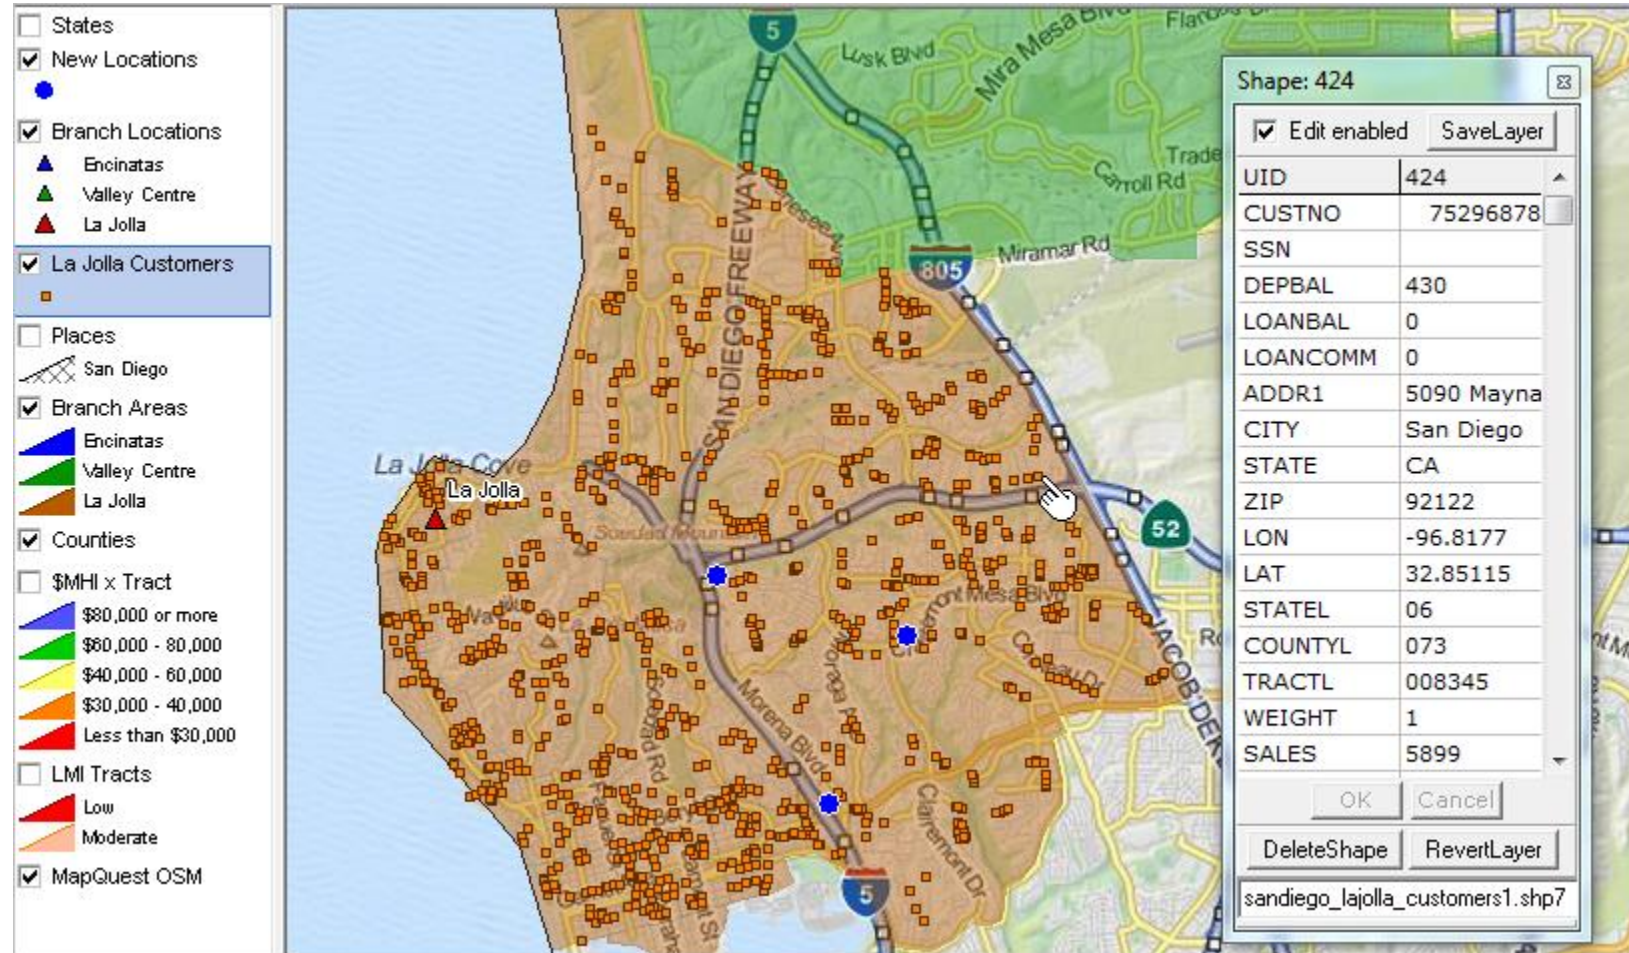 States
New Locations
Branch Locations
Encinatas
Valley Centre
La Jolla
La Jolla Customers
Places
San Diego
Branch Areas
Encinatas
Valley Centre
La Jolla
Counties
$MHI x Tract
$80,000 or more
$60,000 - 80,000
$40,000 - 60,000
$30,000 - 40,000
Less than $30,000
LMI Tracts
Low
Moderate
MapQuest OSM
5
Lusk Blvd
Mira Mesa Blvd
Carroll Rd
Trade
Miramar Rd
805
SAN DIEGO FREEWAY
La Jolla Cove
La Jolla
52
Morena Blvd
Clairemont Dr
5
Shape: 424
Edit enabled SaveLayer
UID 424
CUSTNO 75296878
SSN
DEPBAL 430
LOANBAL 0
LOANCOMM 0
ADDR1 5090 Mayna
CITY San Diego
STATE CA
ZIP 92122
LON -96.8177
LAT 32.85115
STATEL 06
COUNTYL 073
TRACTL 008345
WEIGHT 1
SALES 5899
OK Cancel
DeleteShape RevertLayer
sandiego_lajolla_customers1.shp7